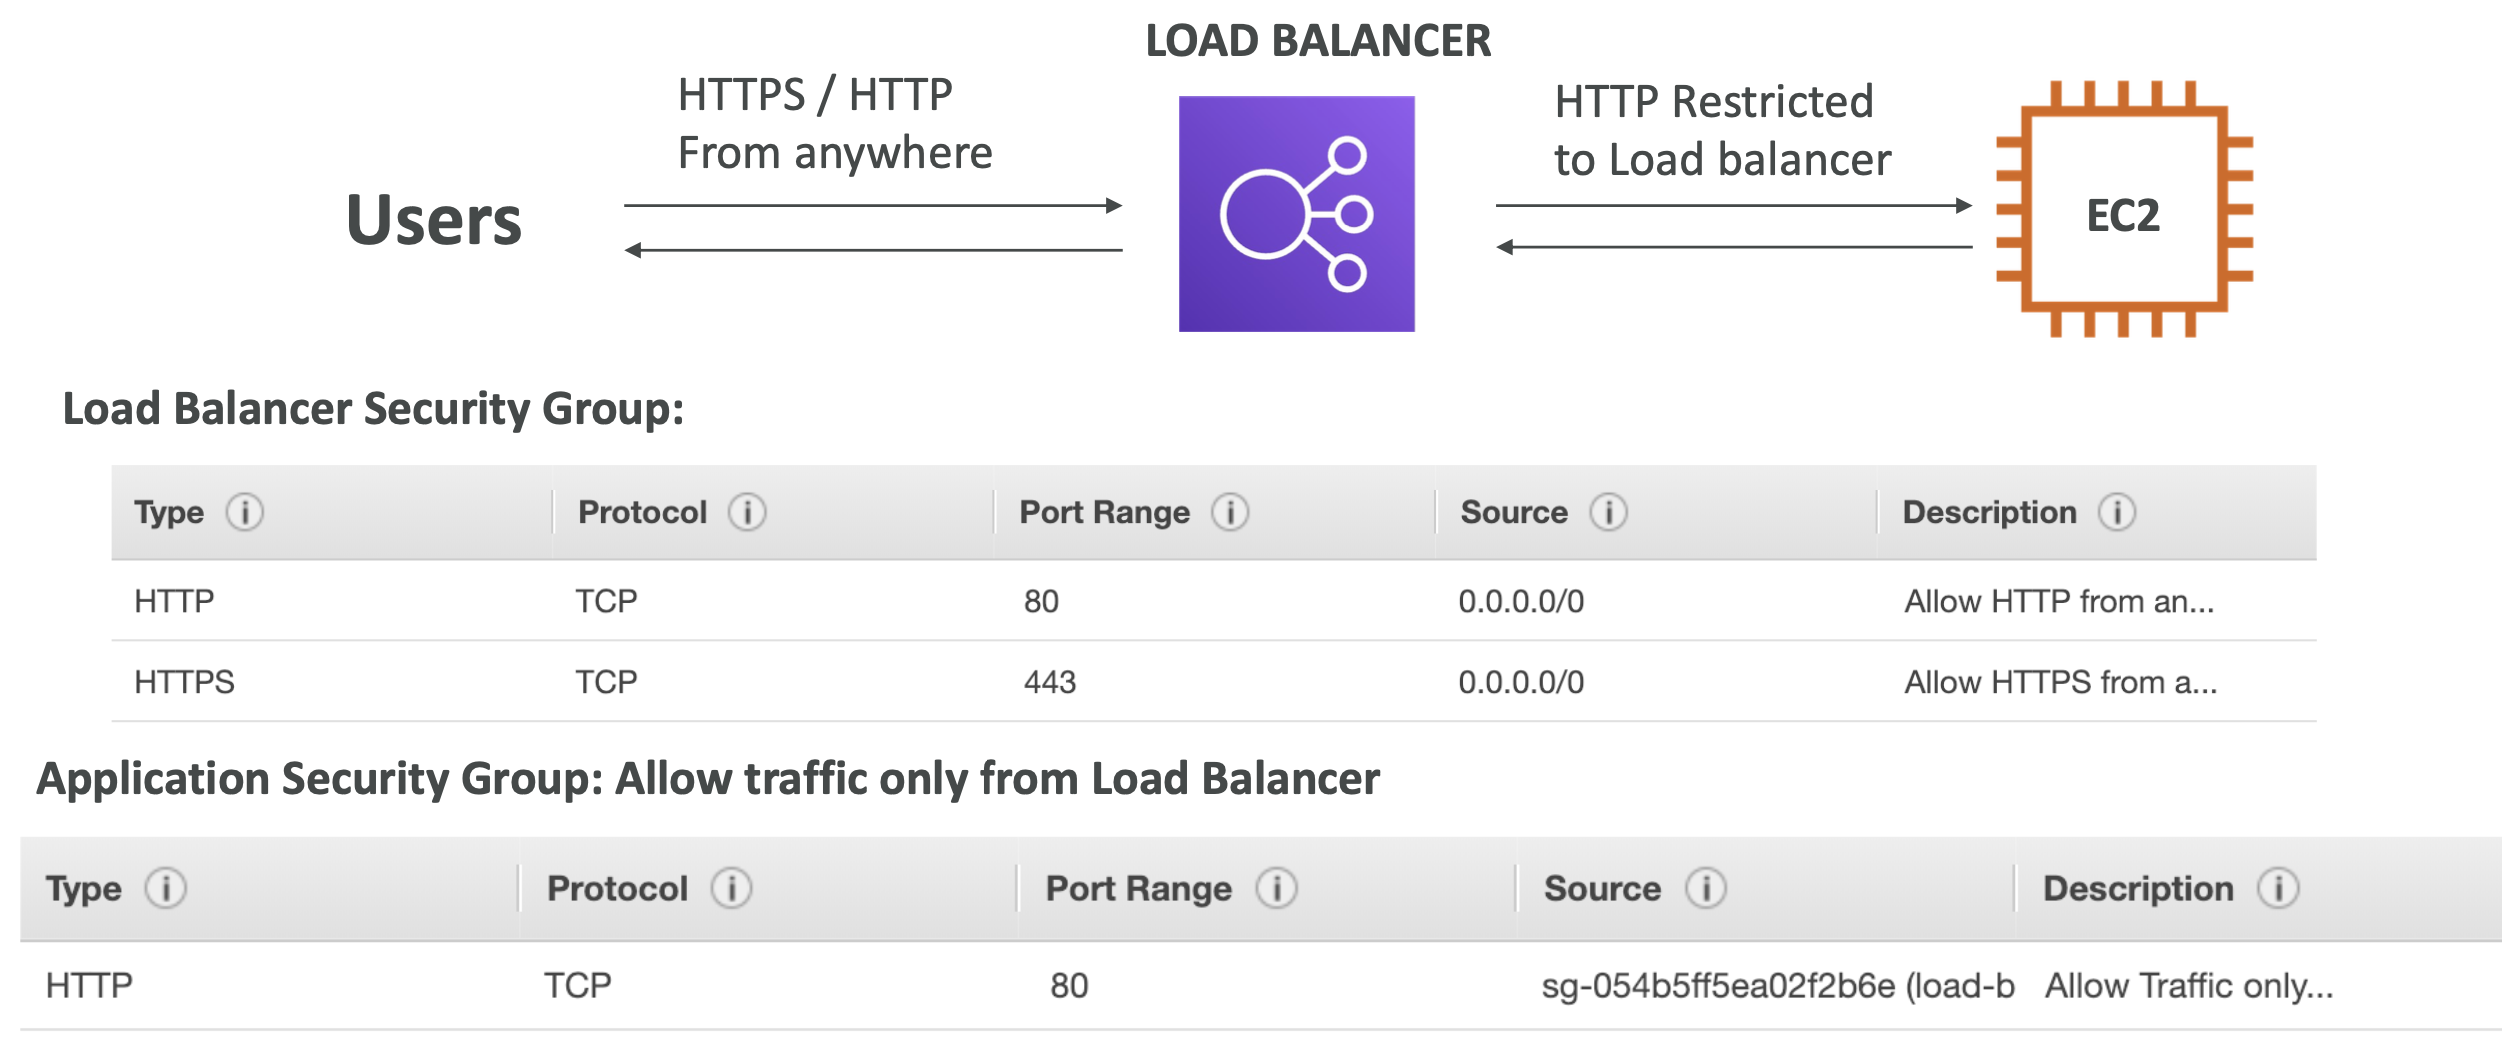 LOAD BALANCER
HTTPS / HTTP
From anywhere
HTTP Restricted
to Load balancer
Users
EC2
Load Balancer Security Group:
Type Protocol Port Range Source Description
HTTP TCP 80 0.0.0.0/0 Allow HTTP from an...
HTTPS TCP 443 0.0.0.0/0 Allow HTTPS from a...
Application Security Group: Allow traffic only from Load Balancer
Type Protocol Port Range Source Description
HTTP TCP 80 sg-054b5ff5ea02f2b6e (load-b Allow Traffic only...